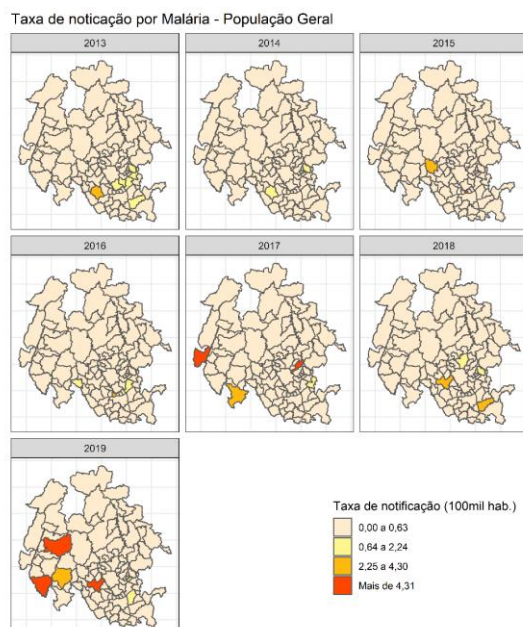 Taxa de noticação por Malária - População Geral
2013
2014
2015
2016
2017
2018
2019
Taxa de notificação (100mil hab.)
0,00 a 0,63
0,64 a 2,24
2,25 a 4,30
Mais de 4,31